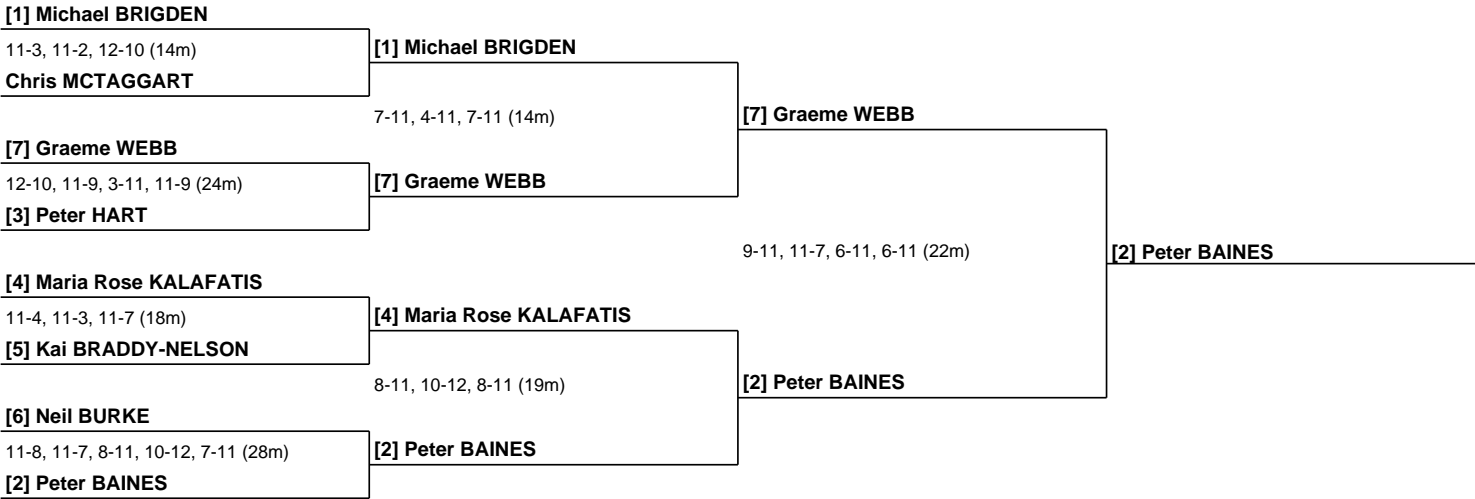 [1] Michael BRIGDEN
11-3, 11-2, 12-10 (14m)
Chris MCTAGGART
[7] Graeme WEBB
12-10, 11-9, 3-11, 11-9 (24m)
[3] Peter HART
[4] Maria Rose KALAFATIS
11-4, 11-3, 11-7 (18m)
[5] Kai BRADDY-NELSON
[6] Neil BURKE
11-8, 11-7, 8-11, 10-12, 7-11 (28m)
[2] Peter BAINES
[1] Michael BRIGDEN
7-11, 4-11, 7-11 (14m)
[7] Graeme WEBB
[4] Maria Rose KALAFATIS
8-11, 10-12, 8-11 (19m)
[2] Peter BAINES
[7] Graeme WEBB
9-11, 11-7, 6-11, 6-11 (22m)
[2] Peter BAINES
[2] Peter BAINES